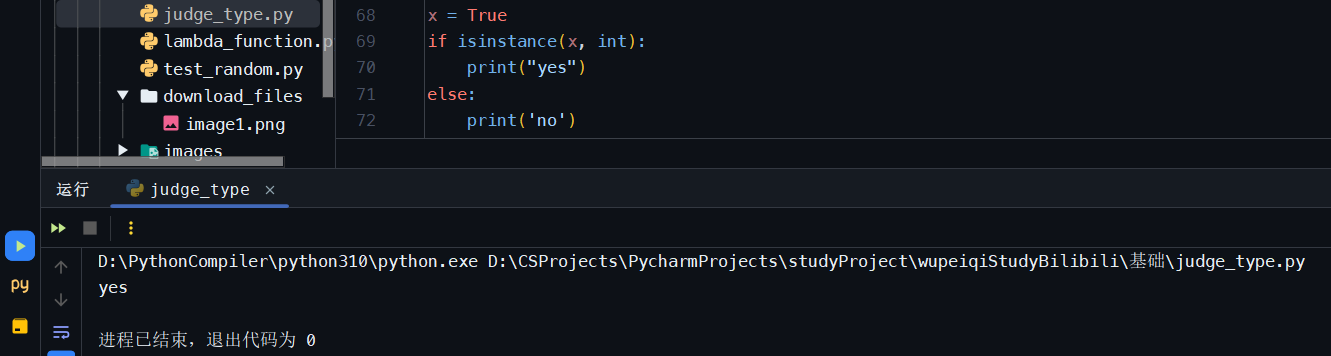 judge_type.py
lambda_function.p
test_random.py
download_files
image1.png
images
68 x = True
69 if isinstance(x, int):
70     print("yes")
71 else:
72     print('no')
运行 judge_type ×
D:\PythonCompiler\python310\python.exe D:\CSProjects\PycharmProjects\studyProject\wupeiqiStudyBilibili\基础\judge_type.py
py
yes
进程已结束，退出代码为 0